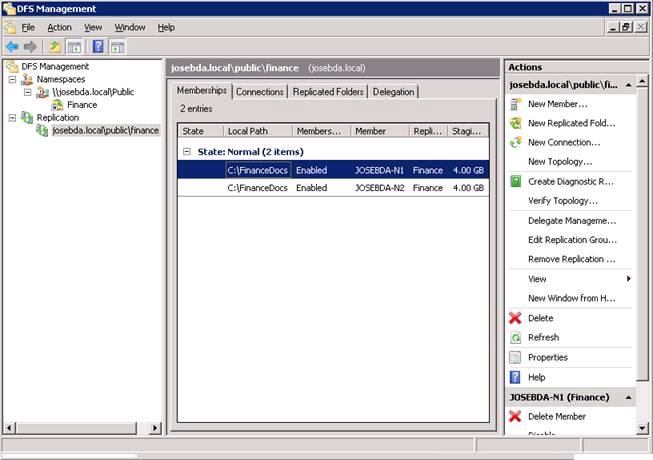 DFS Management
File Action View Window Help
DFS Management
Namespaces
\\josebda.local\Public
Finance
Replication
josebda.local\public\finance
josebda.local\public\finance (josebda.local)
Memberships Connections Replicated Folders Delegation
2 entries
State Local Path Members... Member Repli... Stagi...
State: Normal (2 items)
C:\FinanceDocs Enabled JOSEBDA-N1 Finance 4.00 GB
C:\FinanceDocs Enabled JOSEBDA-N2 Finance 4.00 GB
Actions
josebda.local\public\fi...
New Member...
New Replicated Fold...
New Connection...
New Topology...
Create Diagnostic R...
Verify Topology...
Delegate Manageme...
Edit Replication Grou...
Remove Replication ...
View
New Window from H...
Delete
Refresh
Properties
Help
JOSEBDA-N1 (Finance)
Delete Member